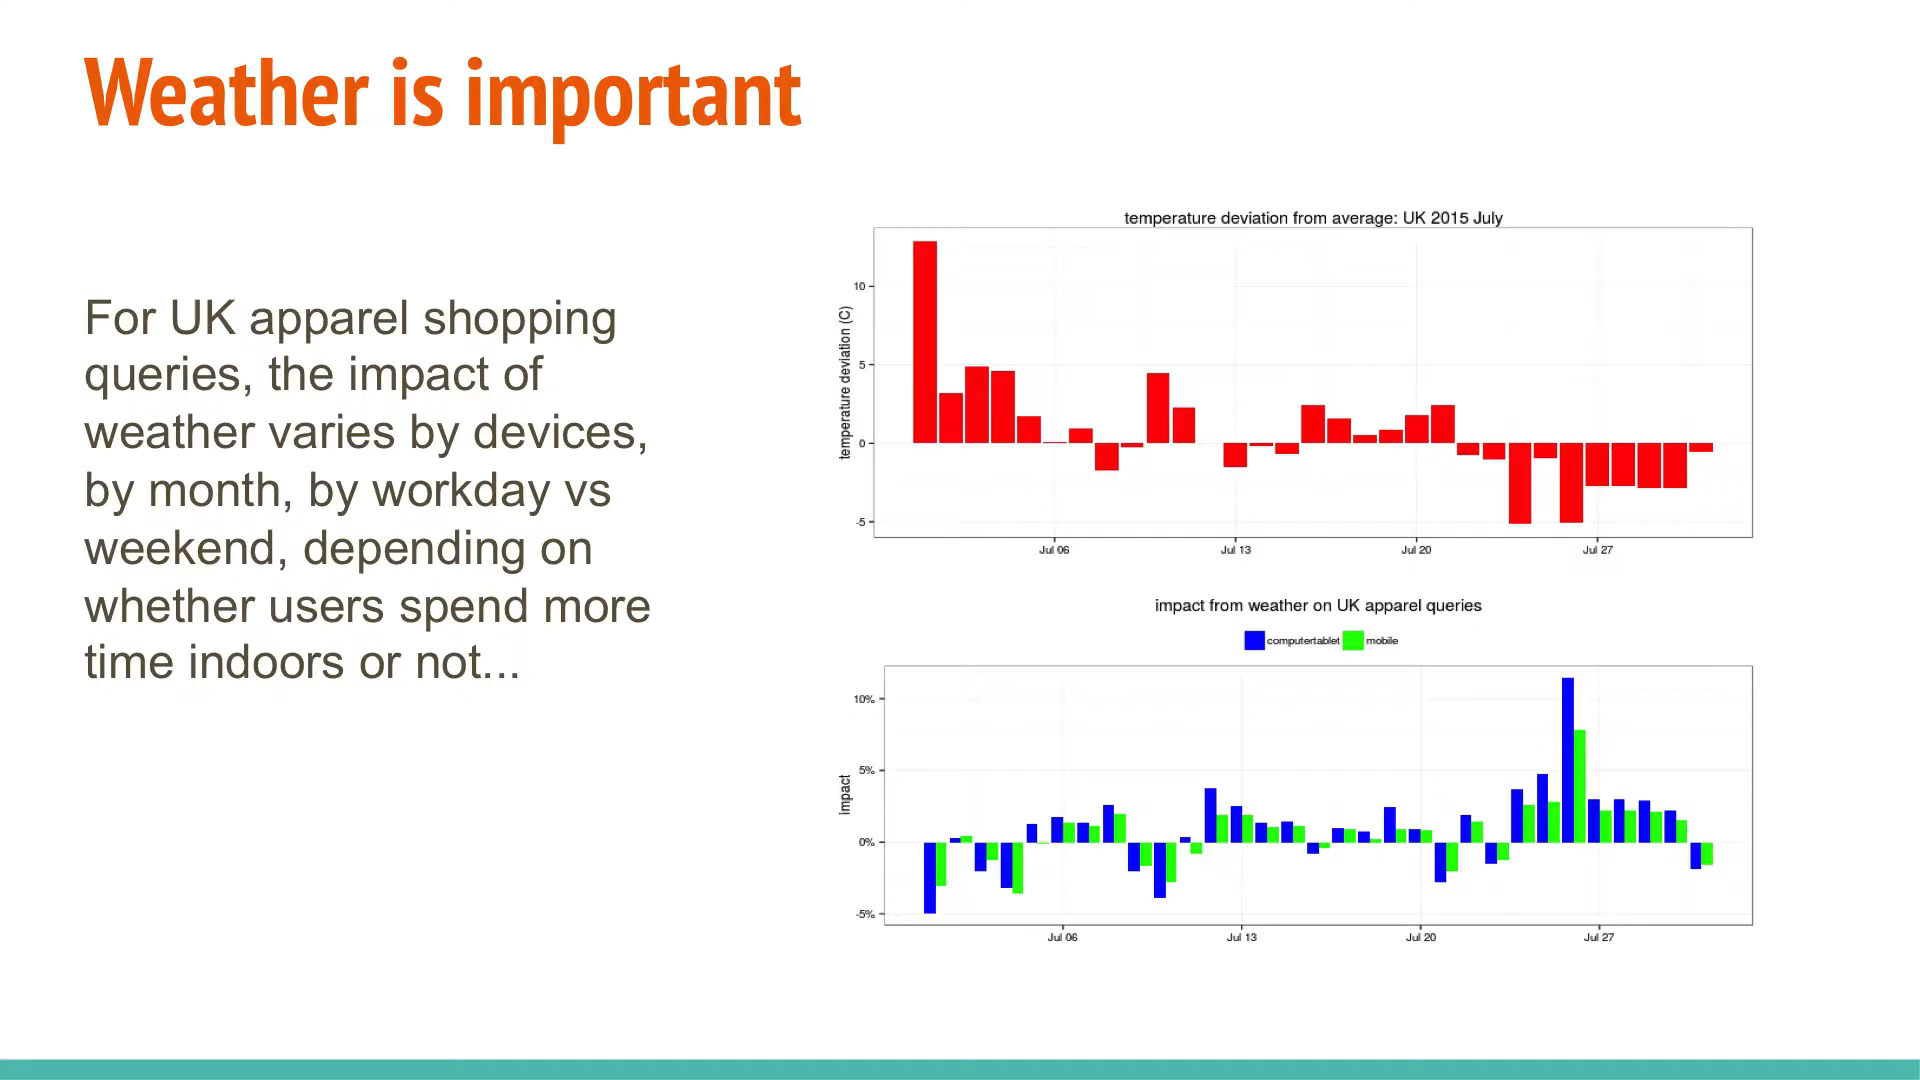 Weather is important
For UK apparel shopping
queries, the impact of
weather varies by devices,
by month, by workday vs
weekend, depending on
whether users spend more
time indoors or not...
temperature deviation from average: UK 2015 July
temperature deviation (C)
10
5
0
-5
Jul 06
Jul 13
Jul 20
Jul 27
impact from weather on UK apparel queries
computertablet
mobile
impact
10%
5%
0%
-5%
Jul 06
Jul 13
Jul 20
Jul 27